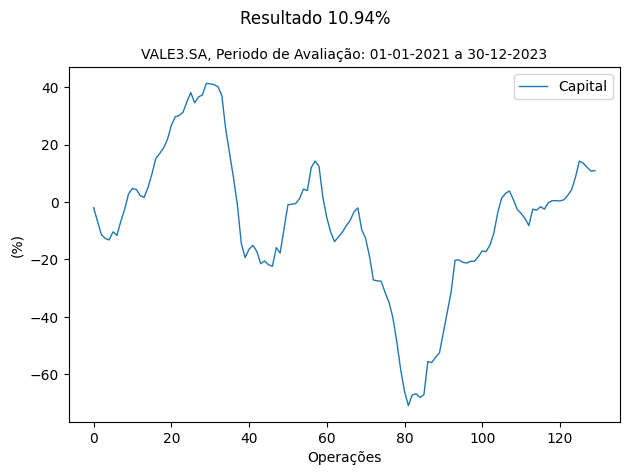 Resultado 10.94%
VALE3.SA, Periodo de Avaliação: 01-01-2021 a 30-12-2023
Capital
40
20
0
−20
−40
−60
(%)
0 20 40 60 80 100 120
Operações